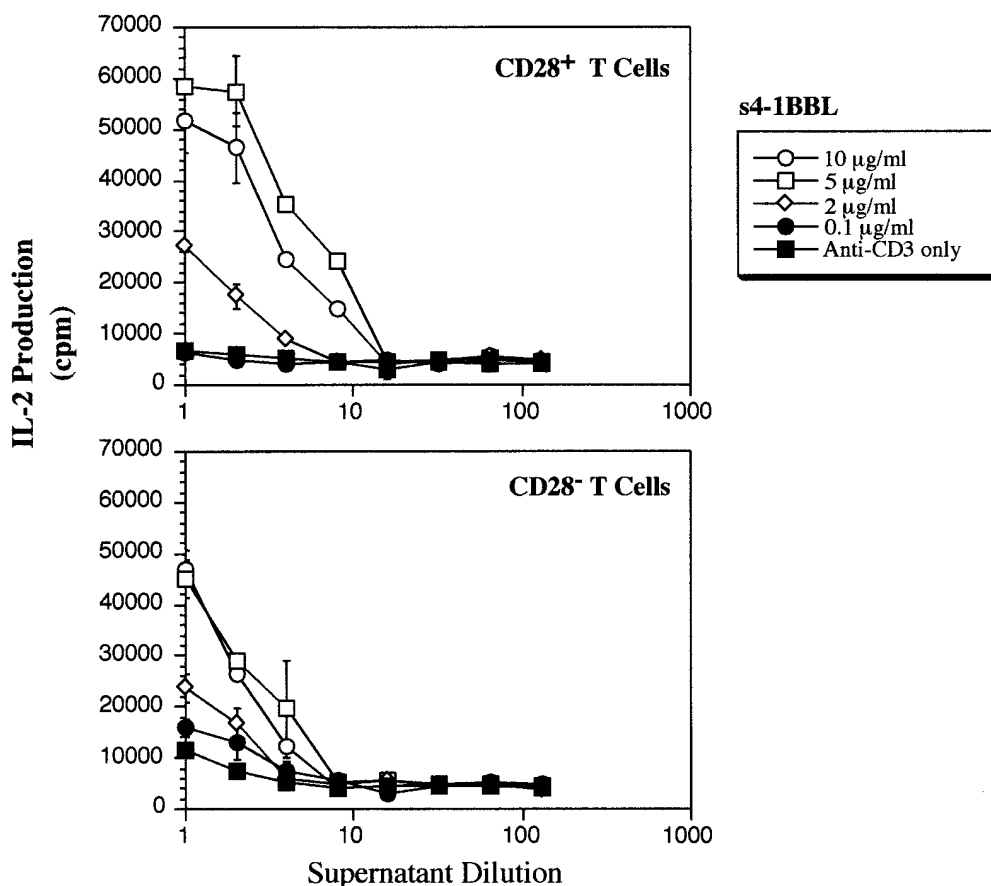 70000
60000
50000
40000
30000
20000
10000
0
CD28+ T Cells
1
10
100
1000
s4-1BBL
10 μg/ml
5 μg/ml
2 μg/ml
0.1 μg/ml
Anti-CD3 only
IL-2 Production
(cpm)
70000
60000
50000
40000
30000
20000
10000
0
CD28- T Cells
1
10
100
1000
Supernatant Dilution